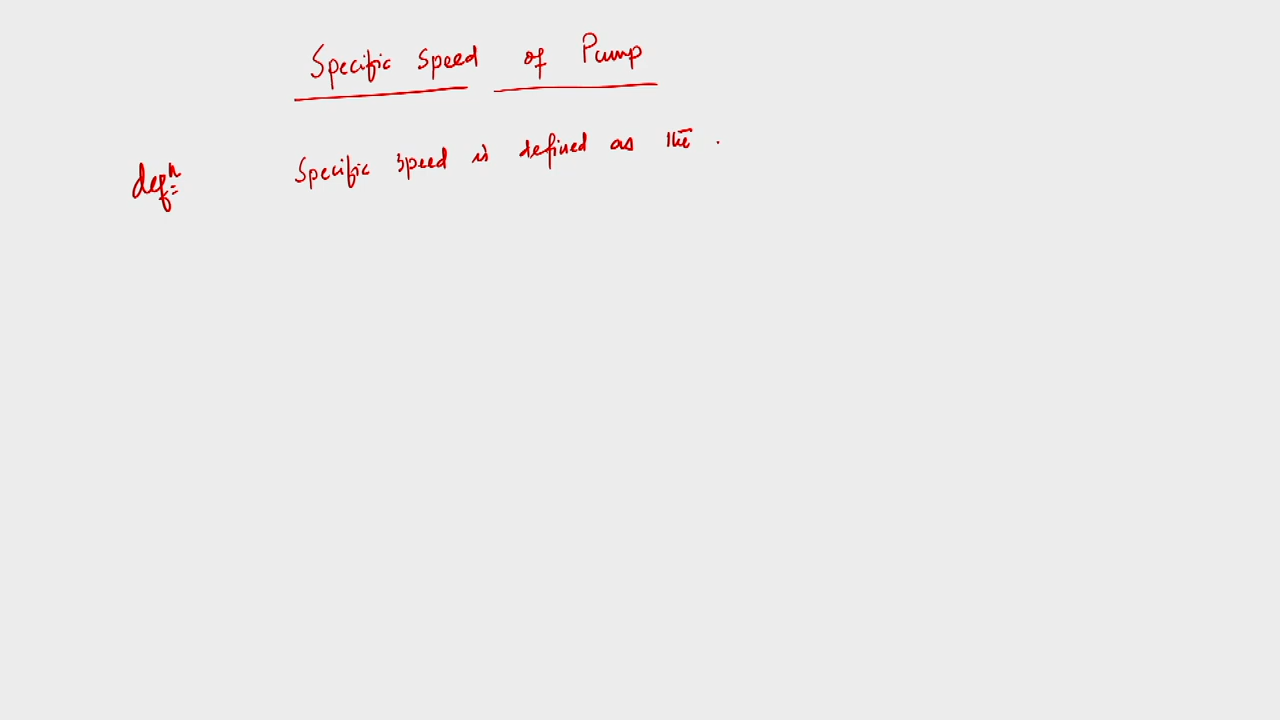 Specific Speed of Pump
defn Specific Speed is defined as the